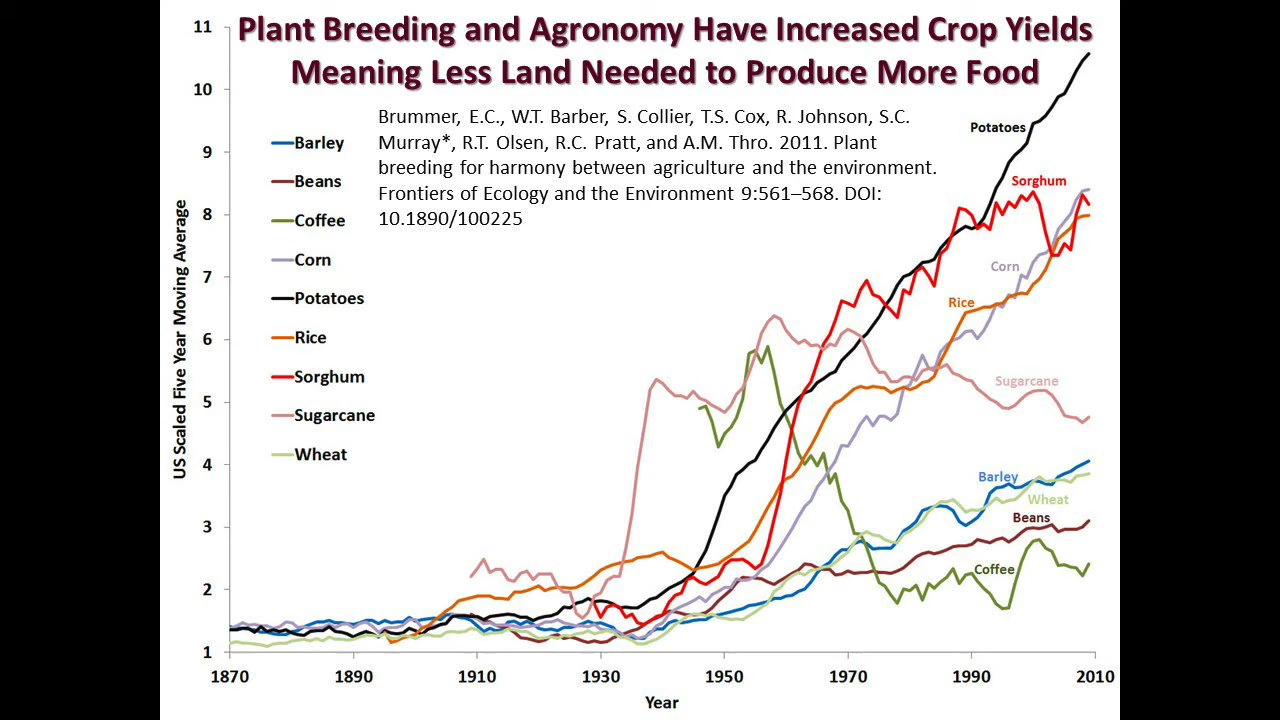 Plant Breeding and Agronomy Have Increased Crop Yields
Meaning Less Land Needed to Produce More Food
Brummer, E.C., W.T. Barber, S. Collier, T.S. Cox, R. Johnson, S.C.
Murray*, R.T. Olsen, R.C. Pratt, and A.M. Thro. 2011. Plant
breeding for harmony between agriculture and the environment.
Frontiers of Ecology and the Environment 9:561–568. DOI:
10.1890/100225
US Scaled Five Year Moving Average
11
10
9
8
7
6
5
4
3
2
1
Barley
Beans
Coffee
Corn
Potatoes
Rice
Sorghum
Sugarcane
Wheat
Potatoes
Sorghum
Corn
Rice
Sugarcane
Barley
Wheat
Beans
Coffee
1870
1890
1910
1930
1950
1970
1990
2010
Year